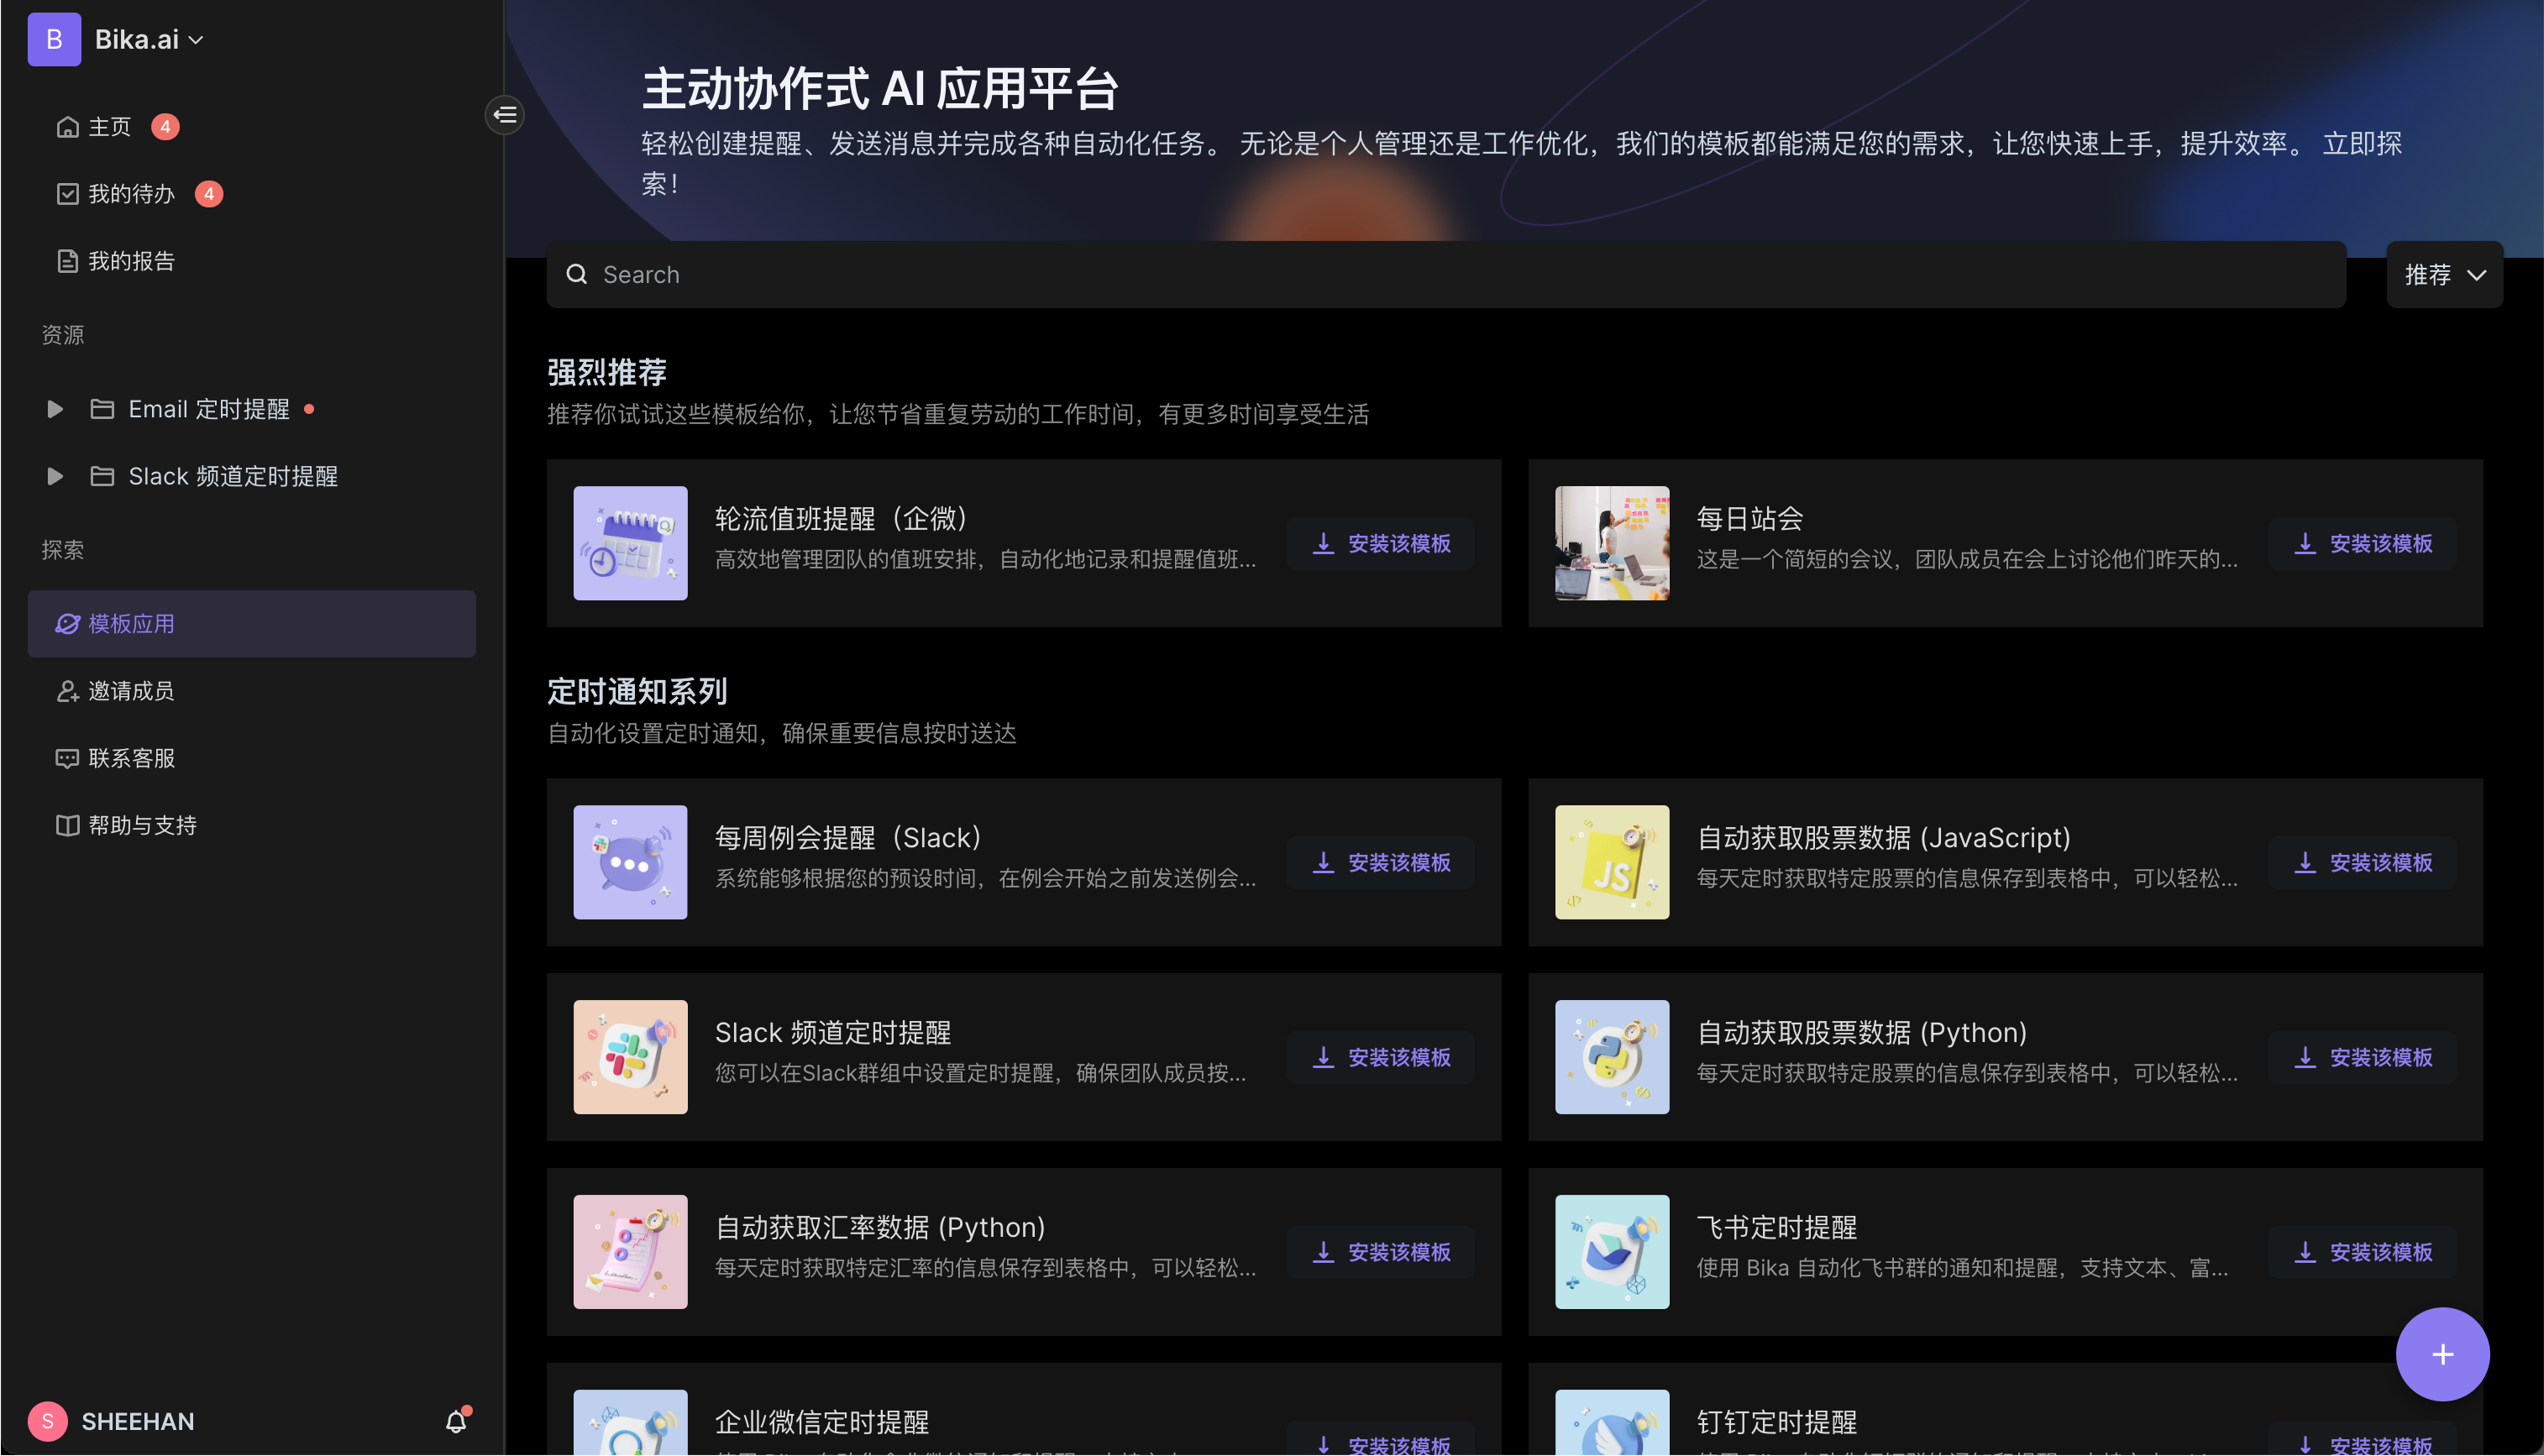 B Bika.ai
主页 4
我的待办 4
我的报告
资源
Email 定时提醒
Slack 频道定时提醒
探索
模板应用
邀请成员
联系客服
帮助与支持
S SHEEHAN
主动协作式 AI 应用平台
轻松创建提醒、发送消息并完成各种自动化任务。 无论是个人管理还是工作优化，我们的模板都能满足您的需求，让您快速上手，提升效率。 立即探
索！
Search
推荐
强烈推荐
推荐你试试这些模板给你，让您节省重复劳动的工作时间，有更多时间享受生活
轮流值班提醒（企微）
高效地管理团队的值班安排，自动化地记录和提醒值班...
安装该模板
每日站会
这是一个简短的会议，团队成员在会上讨论他们昨天的...
安装该模板
定时通知系列
自动化设置定时通知，确保重要信息按时送达
每周例会提醒（Slack）
系统能够根据您的预设时间，在例会开始之前发送例会...
安装该模板
JS
自动获取股票数据 (JavaScript)
每天定时获取特定股票的信息保存到表格中，可以轻松...
安装该模板
Slack 频道定时提醒
您可以在Slack群组中设置定时提醒，确保团队成员按...
安装该模板
自动获取股票数据 (Python)
每天定时获取特定股票的信息保存到表格中，可以轻松...
安装该模板
自动获取汇率数据 (Python)
每天定时获取特定汇率的信息保存到表格中，可以轻松...
安装该模板
飞书定时提醒
使用 Bika 自动化飞书群的通知和提醒，支持文本、富...
安装该模板
企业微信定时提醒
安装该模板
钉钉定时提醒
安装该模板